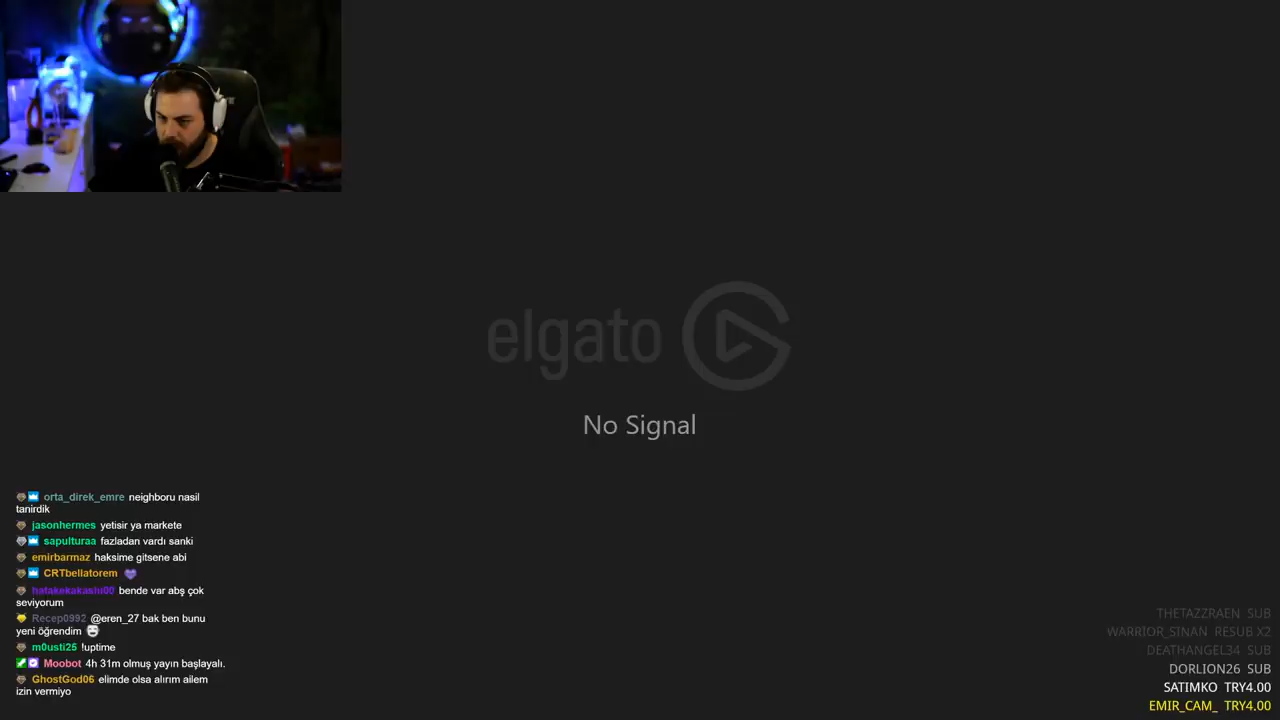 elgato
No Signal
orta_direk_emre neighboru nasil
tanirdik
jasonhermes yetisir ya markete
sapulturaa fazladan vardı sanki
emirbarmaz haksime gitsene abi
CRTbellatorem
hatakekakashi00 bende var abş çok
seviyorum
Recep0992 @eren_27 bak ben bunu
yeni öğrendim
m0usti25 !uptime
Moobot 4h 31m olmuş yayın başlayalı.
GhostGod06 elimde olsa alırım ailem
izin vermiyo
THETAZZRAEN SUB
WARRIOR_SINAN RESUB X2
DEATHANGEL34 SUB
DORLION26 SUB
SATIMKO TRY4.00
EMIR_CAM_ TRY4.00